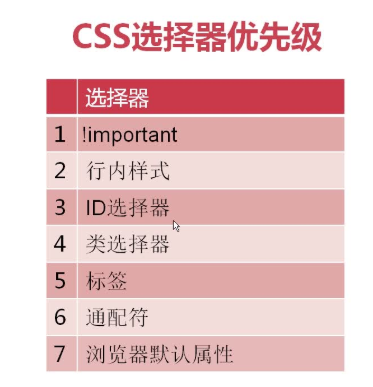 CSS选择器优先级
选择器
1 !important
2 行内样式
3 ID选择器
4 类选择器
5 标签
6 通配符
7 浏览器默认属性